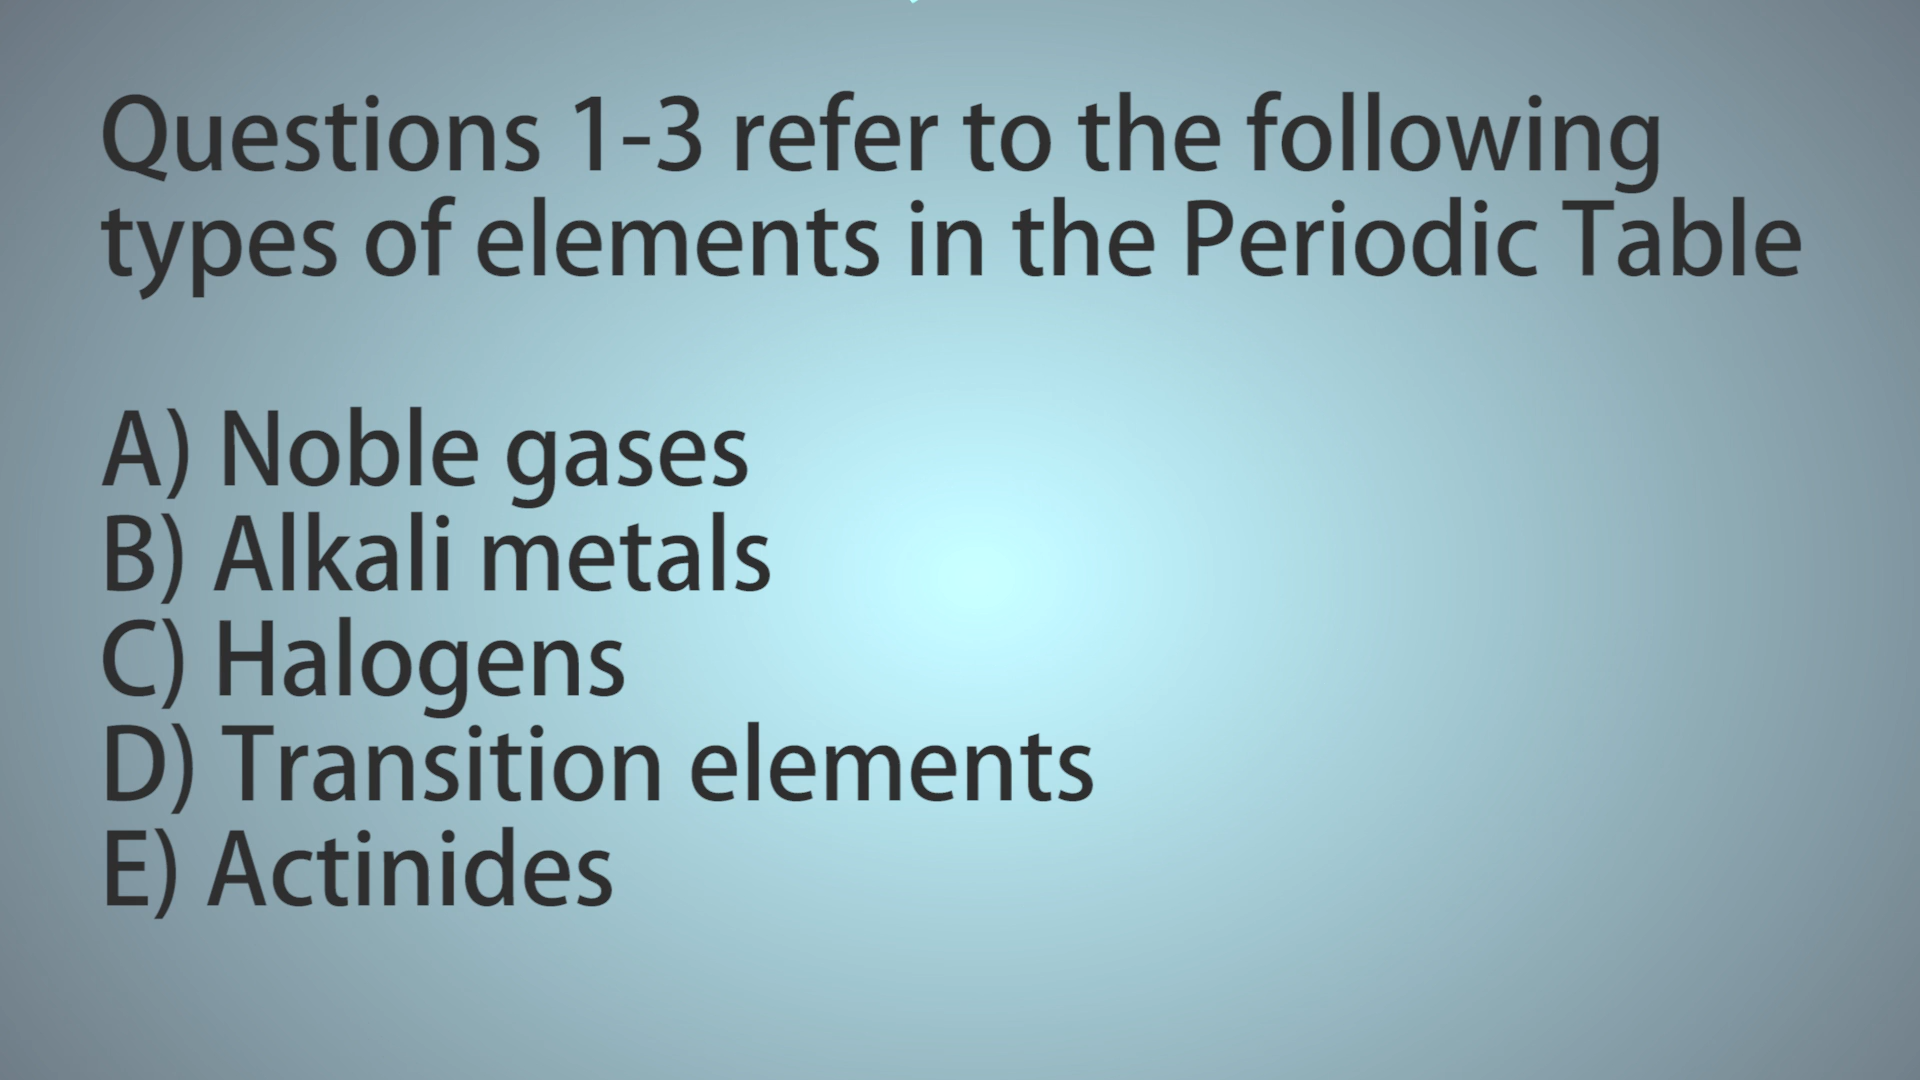 Questions 1-3 refer to the following
types of elements in the Periodic Table
A) Noble gases
B) Alkali metals
C) Halogens
D) Transition elements
E) Actinides